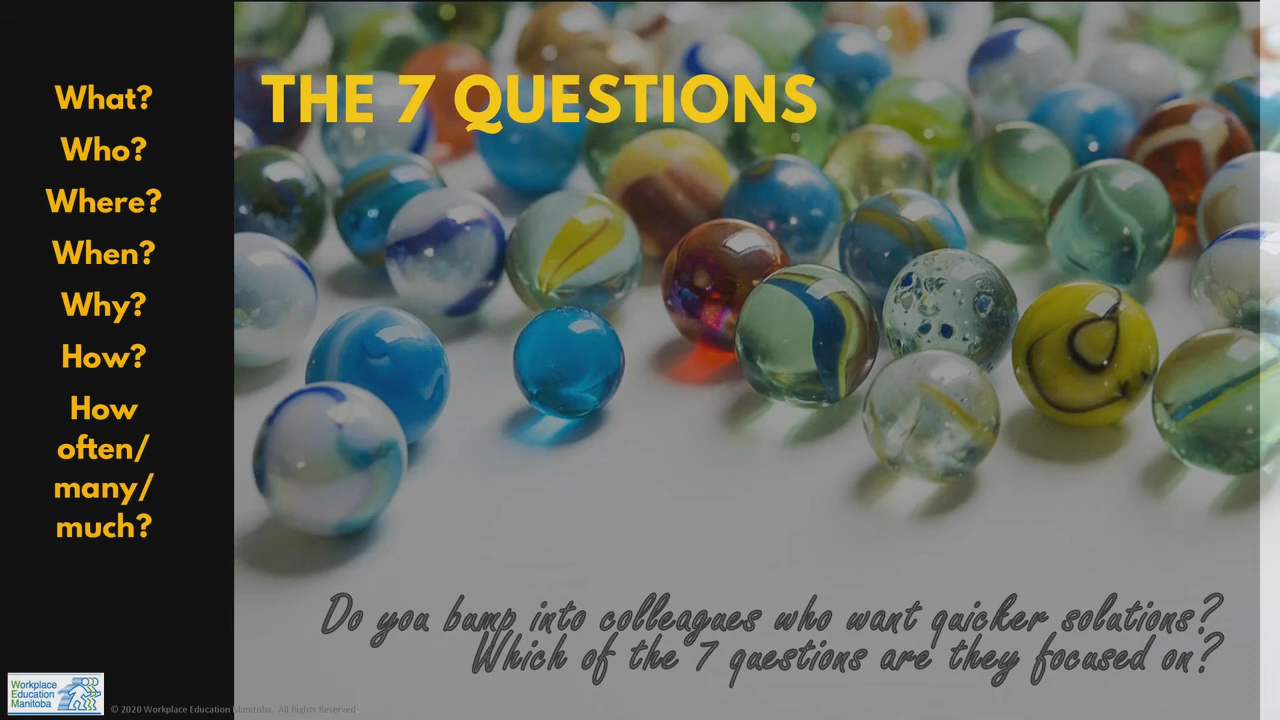 THE 7 QUESTIONS
What?
Who?
Where?
When?
Why?
How?
How
often/
many/
much?
Do you bump into colleagues who want quicker solutions?
Which of the 7 questions are they focused on?
Workplace
Education
Manitoba
© 2020 Workplace Education Manitoba. All Rights Reserved.